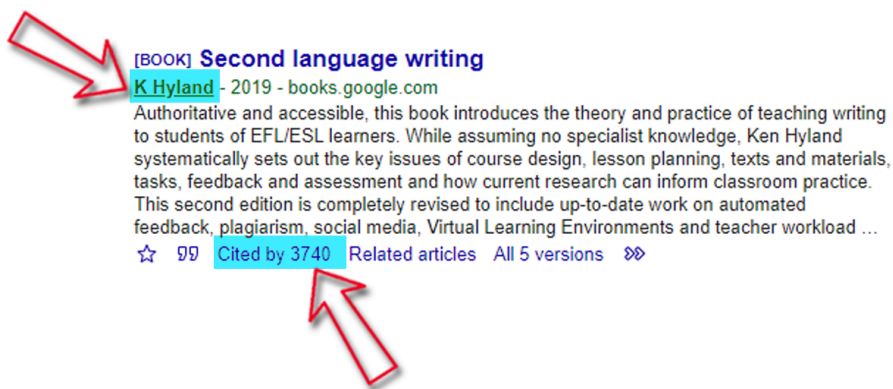 [BOOK] Second language writing
K Hyland - 2019 - books.google.com
Authoritative and accessible, this book introduces the theory and practice of teaching writing
to students of EFL/ESL learners. While assuming no specialist knowledge, Ken Hyland
systematically sets out the key issues of course design, lesson planning, texts and materials,
tasks, feedback and assessment and how current research can inform classroom practice.
This second edition is completely revised to include up-to-date work on automated
feedback, plagiarism, social media, Virtual Learning Environments and teacher workload …
Cited by 3740 Related articles All 5 versions